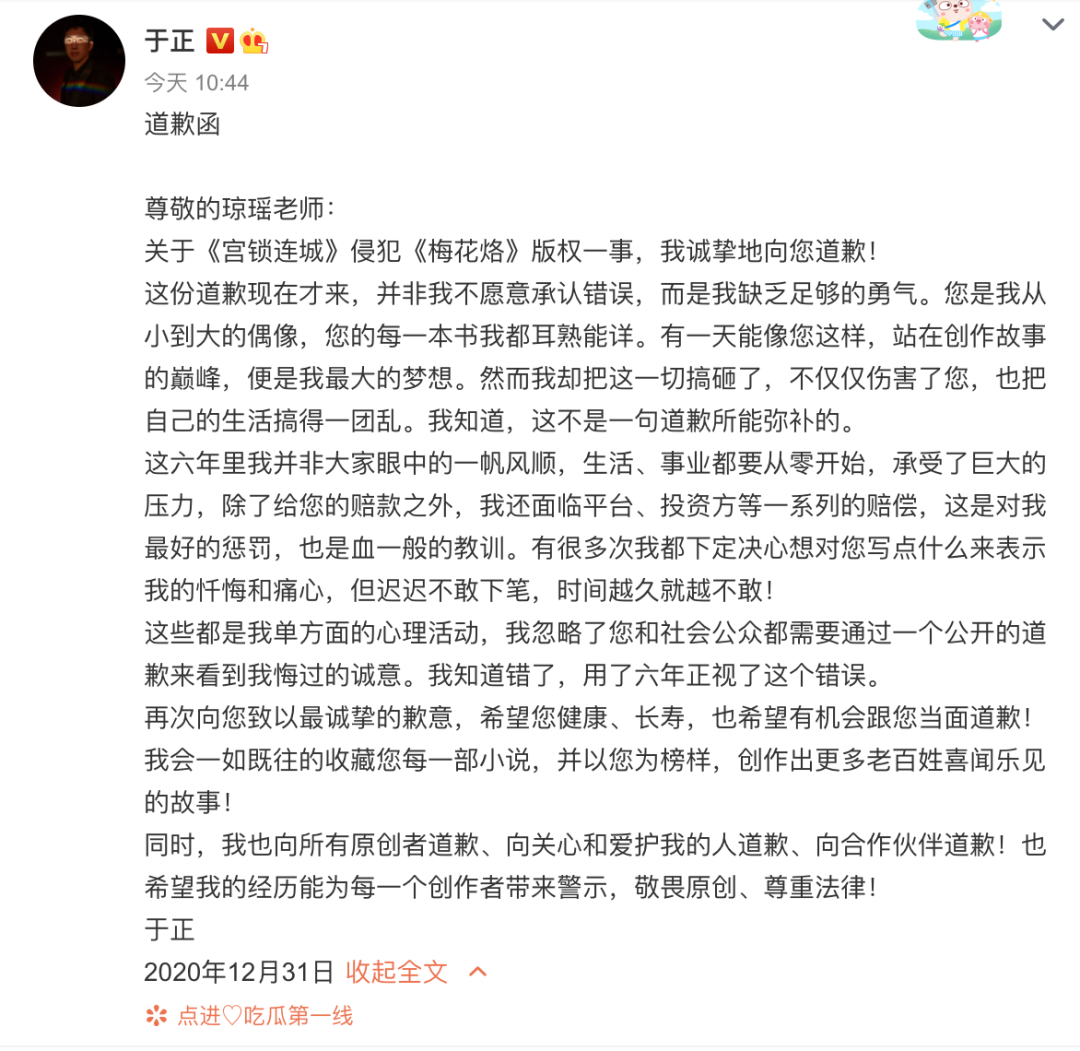 于正
今天 10:44
道歉函
尊敬的琼瑶老师：
关于《宫锁连城》侵犯《梅花烙》版权一事，我诚挚地向您道歉！
这份道歉现在才来，并非我不愿意承认错误，而是我缺乏足够的勇气。您是我从
小到大的偶像，您的每一本书我都耳熟能详。有一天能像您这样，站在创作故事
的巅峰，便是我最大的梦想。然而我却把这一切搞砸了，不仅仅伤害了您，也把
自己的生活搞得一团乱。我知道，这不是一句道歉所能弥补的。
这六年里我并非大家眼中的一帆风顺，生活、事业都要从零开始，承受了巨大的
压力，除了给您的赔款之外，我还面临平台、投资方等一系列的赔偿，这是对我
最好的惩罚，也是血一般的教训。有很多次我都下定决心想对您写点什么来表示
我的忏悔和痛心，但迟迟不敢下笔，时间越久就越不敢！
这些都是我单方面的心理活动，我忽略了您和社会公众都需要通过一个公开的道
歉来看到我悔过的诚意。我知道错了，用了六年正视了这个错误。
再次向您致以最诚挚的歉意，希望您健康、长寿，也希望有机会跟您当面道歉！
我会一如既往的收藏您每一部小说，并以您为榜样，创作出更多老百姓喜闻乐见
的故事！
同时，我也向所有原创者道歉、向关心和爱护我的人道歉、向合作伙伴道歉！也
希望我的经历能为每一个创作者带来警示，敬畏原创、尊重法律！
于正
2020年12月31日 收起全文
点进♡吃瓜第一线